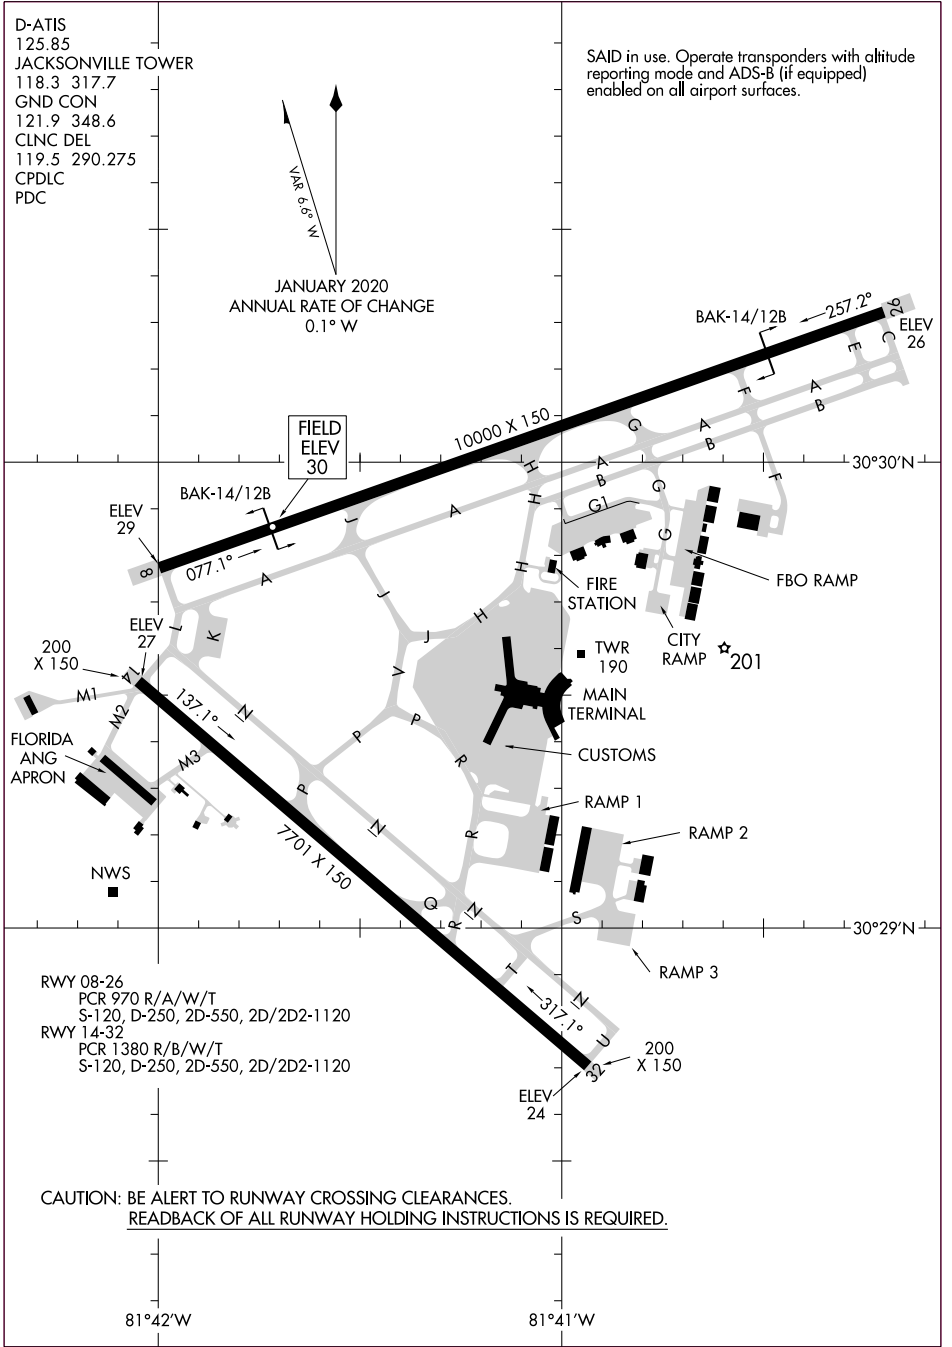 D-ATIS
125.85
JACKSONVILLE TOWER
118.3 317.7
GND CON
121.9 348.6
CLNC DEL
119.5 290.275
CPDLC
PDC
SAID in use. Operate transponders with altitude
reporting mode and ADS-B (if equipped)
enabled on all airport surfaces.
VAR 6.6° W
JANUARY 2020
ANNUAL RATE OF CHANGE
0.1° W
BAK-14/12B
257.2°
26
ELEV
26
C
E
F
A
B
10000 X 150
G
A
B
FIELD
ELEV
30
H
A
B
30°30'N
BAK-14/12B
G
F
H
G1
ELEV
29
J
A
G
077.1°
8
A
H
FIRE
STATION
FBO RAMP
J
H
L
K
J
ELEV
27
CITY
RAMP
201
TWR
190
200
X 150
14
V
M1
M2
137.1°
N
MAIN
TERMINAL
P
P
FLORIDA
ANG
APRON
M3
R
CUSTOMS
P
RAMP 1
N
R
RAMP 2
7701 X 150
NWS
Q
N
R
S
30°29'N
T
RAMP 3
317.1°
N
U
32
200
X 150
ELEV
24
RWY 08-26
PCR 970 R/A/W/T
S-120, D-250, 2D-550, 2D/2D2-1120
RWY 14-32
PCR 1380 R/B/W/T
S-120, D-250, 2D-550, 2D/2D2-1120
CAUTION: BE ALERT TO RUNWAY CROSSING CLEARANCES.
READBACK OF ALL RUNWAY HOLDING INSTRUCTIONS IS REQUIRED.
81°42'W
81°41'W